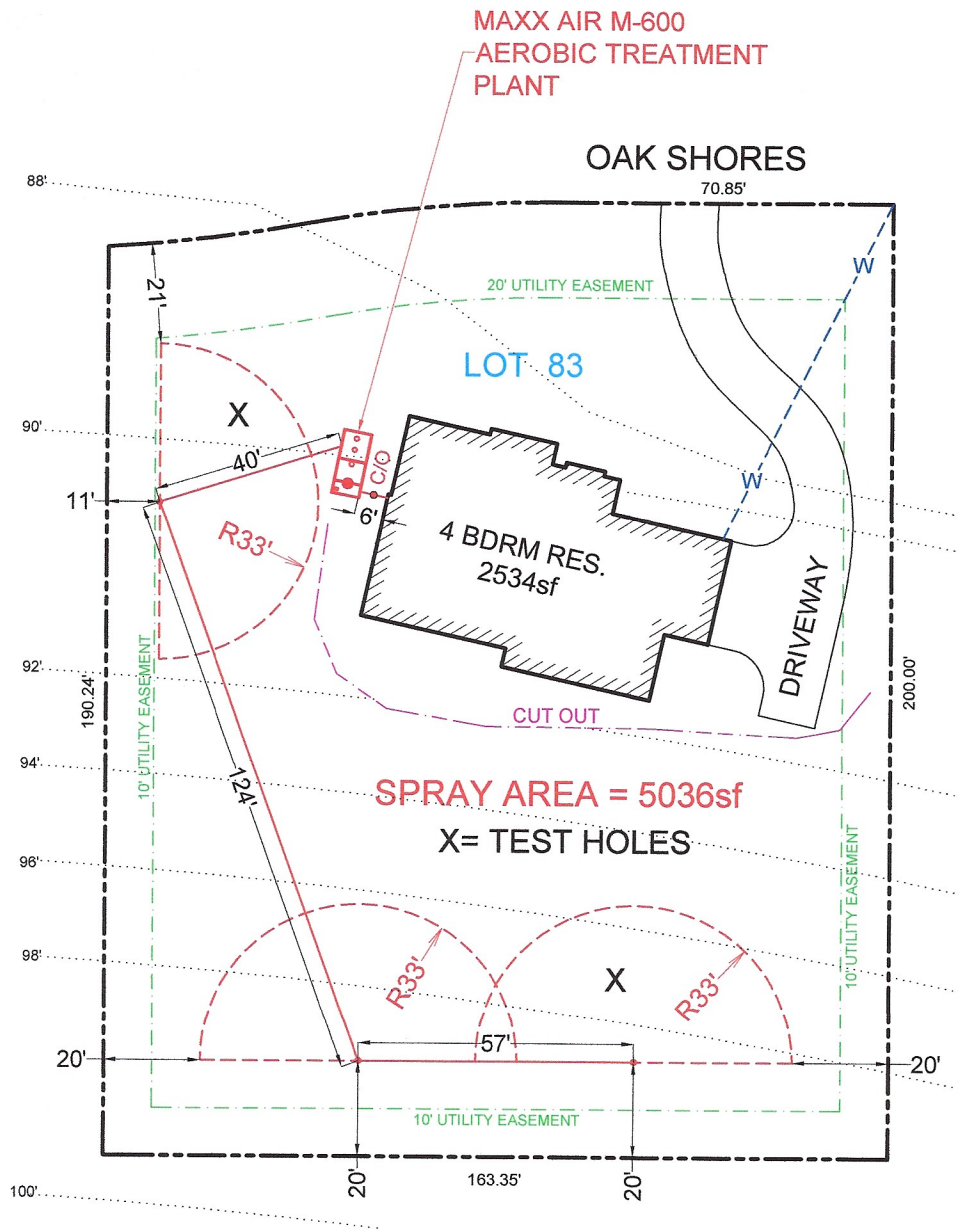 MAXX AIR M-600
AEROBIC TREATMENT
PLANT
OAK SHORES
70.85'
88'
W
21'
20' UTILITY EASEMENT
LOT 83
X
90'
40'
C/O
W
11'
6'
R33'
4 BDRM RES.
2534sf
DRIVEWAY
92'
10' UTILITY EASEMENT
190.24'
200.00'
CUT OUT
94'
124'
SPRAY AREA = 5036sf
X= TEST HOLES
96'
10' UTILITY EASEMENT
98'
R33'
X
R33'
57'
20'
20'
10' UTILITY EASEMENT
20'
163.35'
20'
100'